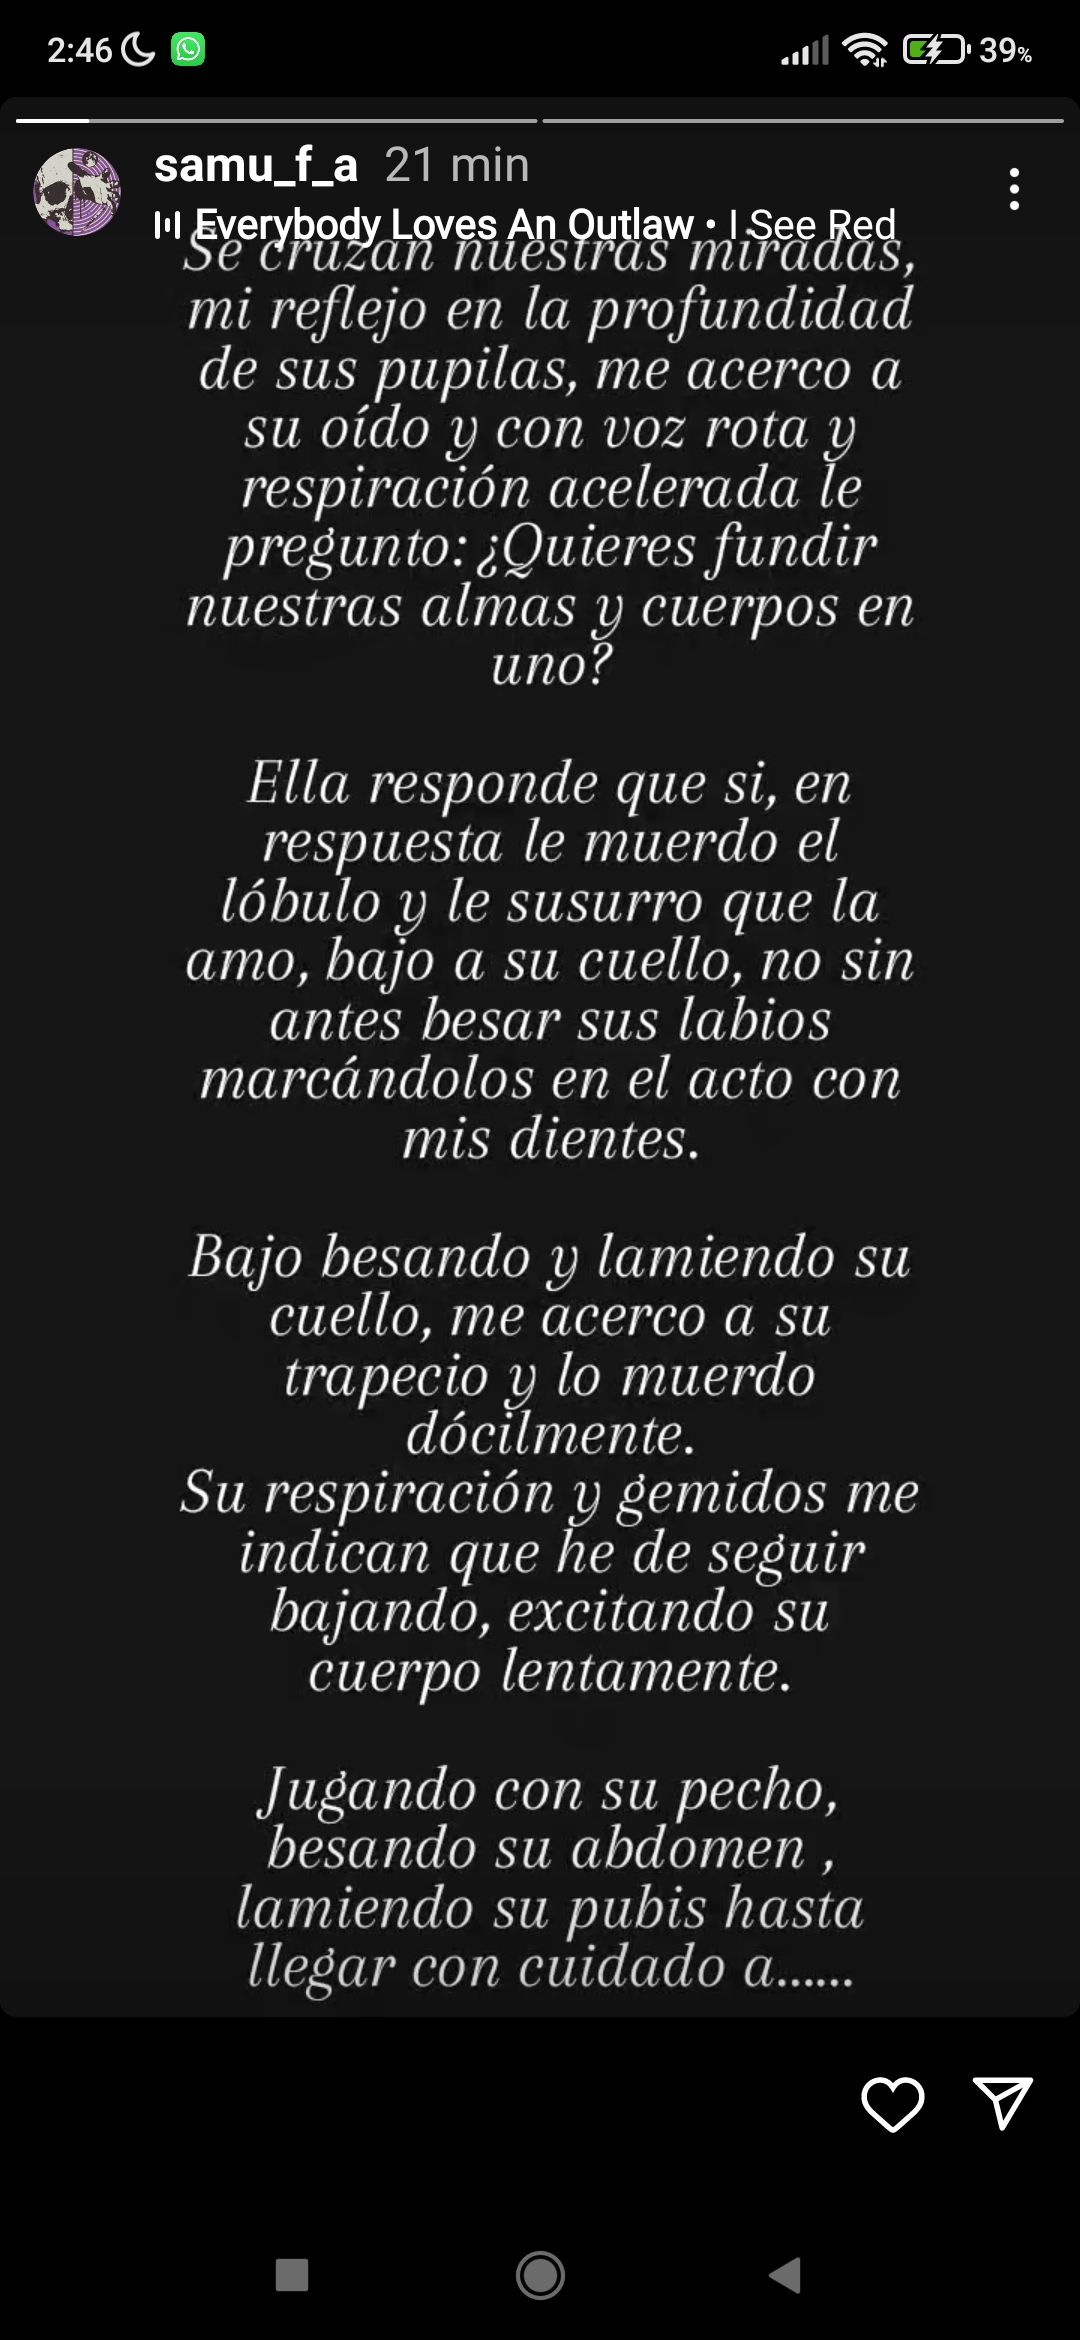 2:46 39%
samu_f_a 21 min
Everybody Loves An Outlaw • I See Red
Se cruzan nuestras miradas,
mi reflejo en la profundidad
de sus pupilas, me acerco a
su oído y con voz rota y
respiración acelerada le
pregunto: ¿Quieres fundir
nuestras almas y cuerpos en
uno?
Ella responde que si, en
respuesta le muerdo el
lóbulo y le susurro que la
amo, bajo a su cuello, no sin
antes besar sus labios
marcándolos en el acto con
mis dientes.
Bajo besando y lamiendo su
cuello, me acerco a su
trapecio y lo muerdo
dócilmente.
Su respiración y gemidos me
indican que he de seguir
bajando, excitando su
cuerpo lentamente.
Jugando con su pecho,
besando su abdomen ,
lamiendo su pubis hasta
llegar con cuidado a......